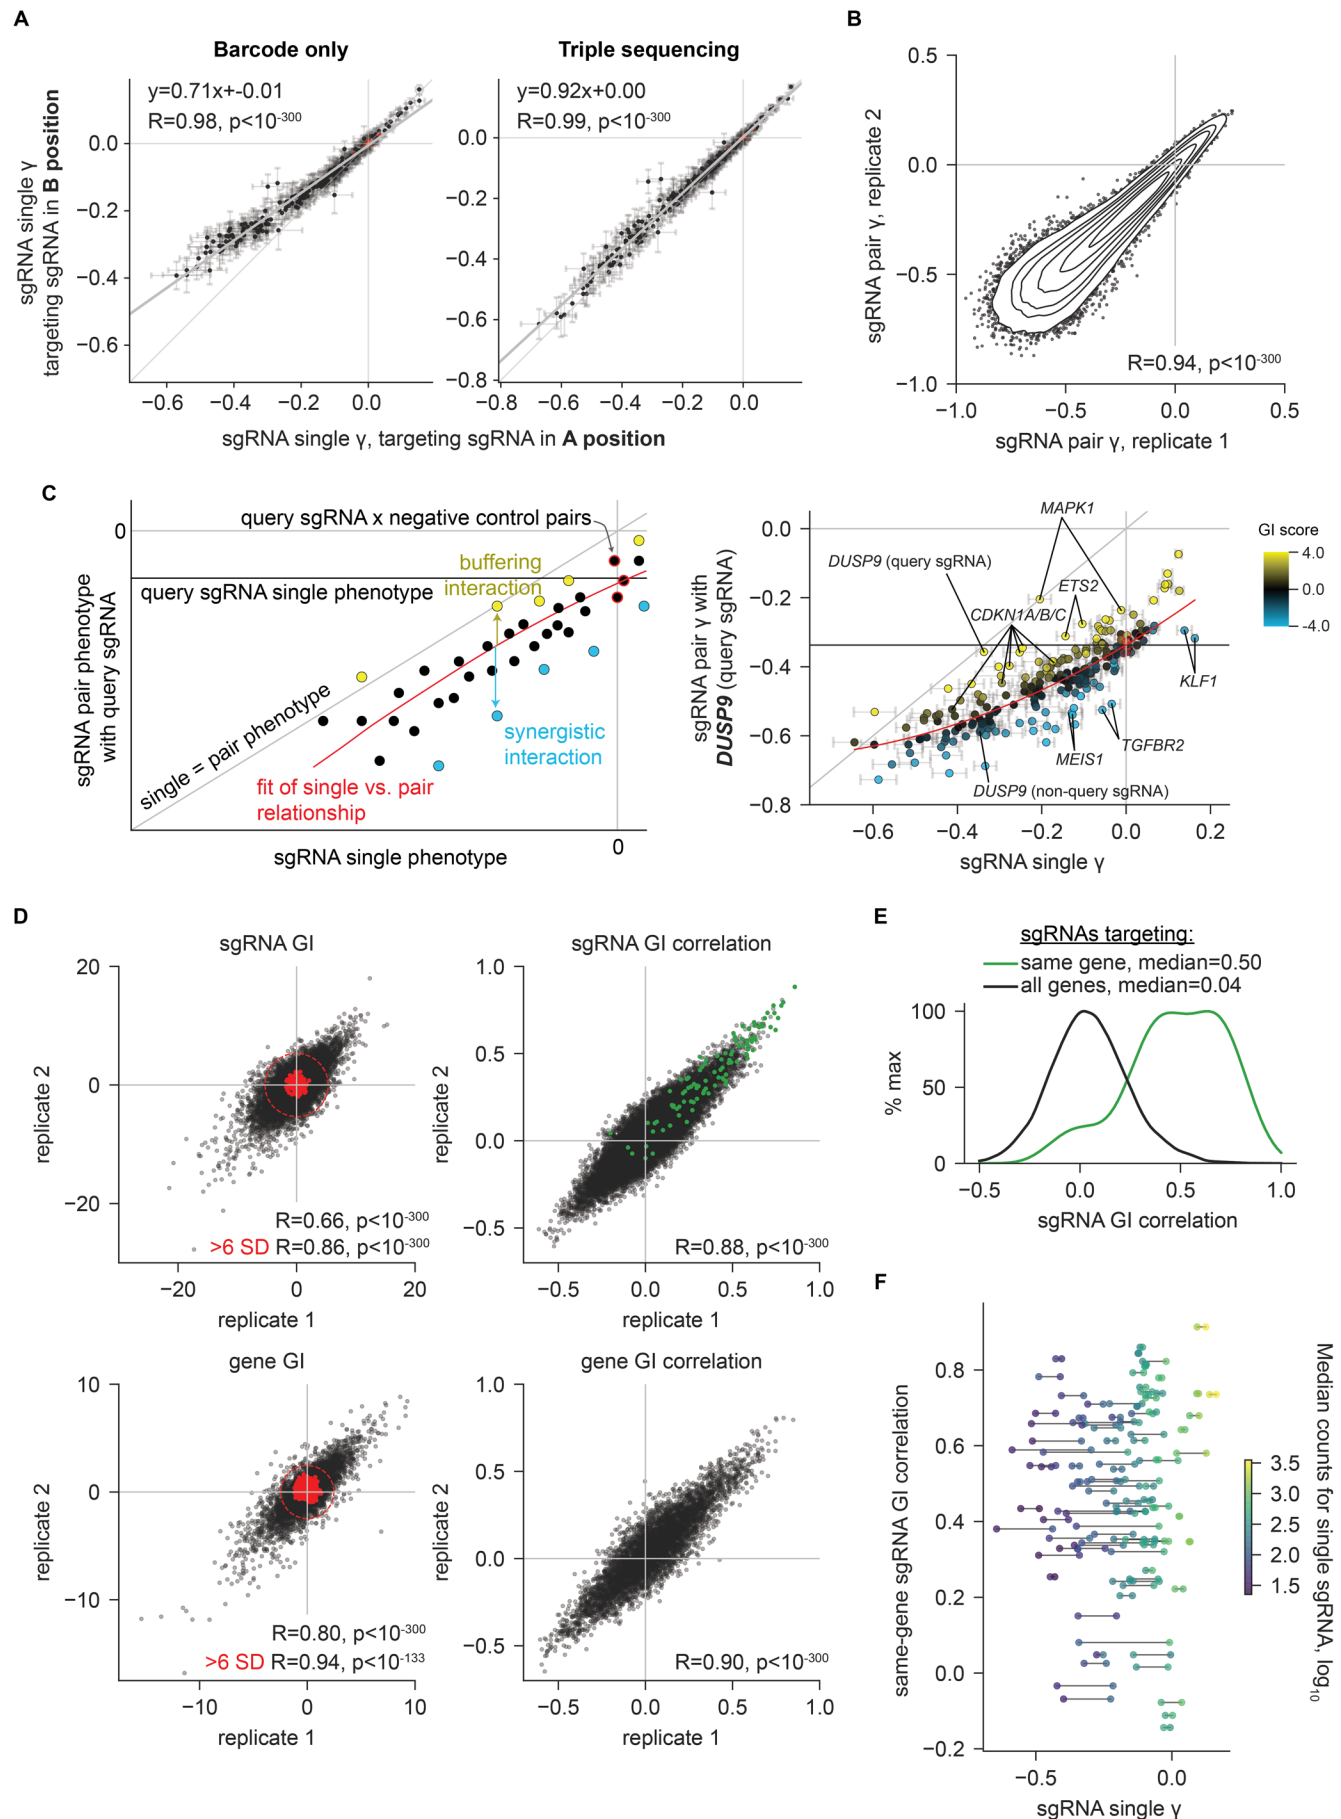 A
Barcode only
Triple sequencing
y=0.71x+-0.01
R=0.98, p<10-300
y=0.92x+0.00
R=0.99, p<10-300
sgRNA single γ
targeting sgRNA in B position
0.0
−0.2
−0.4
−0.6
−0.6
−0.4
−0.2
0.0
0.0
−0.2
−0.4
−0.6
−0.8
−0.8
−0.6
−0.4
−0.2
0.0
sgRNA single γ, targeting sgRNA in A position
B
sgRNA pair γ, replicate 2
0.5
0.0
−0.5
−1.0
R=0.94, p<10-300
−1.0
−0.5
0.0
0.5
sgRNA pair γ, replicate 1
C
0
sgRNA pair phenotype
with query sgRNA
query sgRNA x negative control pairs
buffering
interaction
query sgRNA single phenotype
single = pair phenotype
synergistic
interaction
fit of single vs. pair
relationship
sgRNA single phenotype
0
sgRNA pair γ with
DUSP9 (query sgRNA)
0.0
−0.2
−0.4
−0.6
−0.8
MAPK1
DUSP9 (query sgRNA)
ETS2
CDKN1A/B/C
KLF1
TGFBR2
MEIS1
DUSP9 (non-query sgRNA)
−0.6
−0.4
−0.2
0.0
0.2
sgRNA single γ
GI score
4.0
0.0
−4.0
D
sgRNA GI
replicate 2
20
0
−20
R=0.66, p<10-300
>6 SD R=0.86, p<10-300
−20
0
20
replicate 1
sgRNA GI correlation
replicate 2
1.0
0.5
0.0
−0.5
R=0.88, p<10-300
−0.5
0.0
0.5
1.0
replicate 1
gene GI
replicate 2
10
0
−10
R=0.80, p<10-300
>6 SD R=0.94, p<10-133
−10
0
10
replicate 1
gene GI correlation
replicate 2
1.0
0.5
0.0
−0.5
R=0.90, p<10-300
−0.5
0.0
0.5
1.0
replicate 1
E
sgRNAs targeting:
same gene, median=0.50
all genes, median=0.04
% max
100
50
0
−0.5
0.0
0.5
1.0
sgRNA GI correlation
F
same-gene sgRNA GI correlation
0.8
0.6
0.4
0.2
0.0
−0.2
−0.5
0.0
sgRNA single γ
3.5
3.0
2.5
2.0
1.5
Median counts for single sgRNA, log10